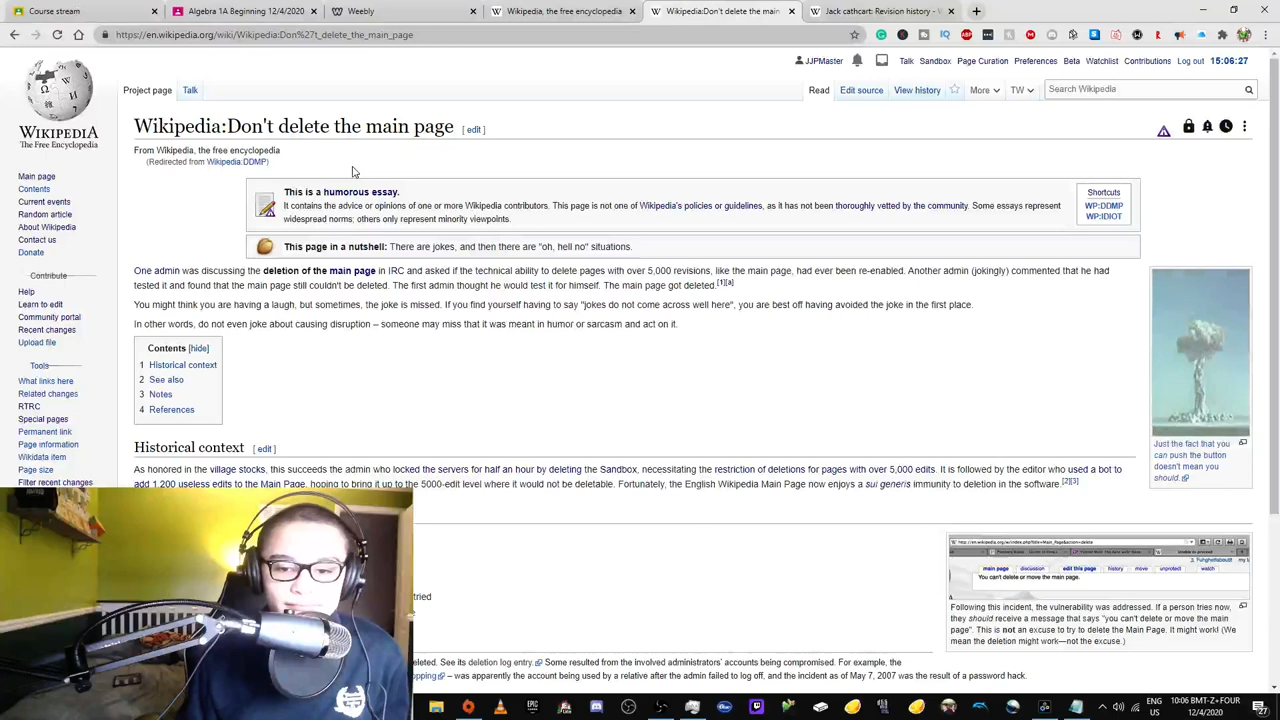 Course stream
Algebra 1A Beginning 12/4/2020
Weebly
Wikipedia, the free encyclopedia
Wikipedia:Don't delete the main
Jack cathcart: Revision history -
https://en.wikipedia.org/wiki/Wikipedia:Don%27t_delete_the_main_page
JJPMaster Talk Sandbox Page Curation Preferences Beta Watchlist Contributions Log out 15:06:27
Project page Talk
Read Edit source View history More TW Search Wikipedia
WIKIPEDIA
The Free Encyclopedia
Main page
Contents
Current events
Random article
About Wikipedia
Contact us
Donate
Contribute
Help
Learn to edit
Community portal
Recent changes
Upload file
Tools
What links here
Related changes
RTRC
Special pages
Permanent link
Page information
Wikidata item
Page size
Filter recent changes
Wikipedia:Don't delete the main page [ edit ]
From Wikipedia, the free encyclopedia
(Redirected from Wikipedia:DDMP)
This is a humorous essay.
It contains the advice or opinions of one or more Wikipedia contributors. This page is not one of Wikipedia's policies or guidelines, as it has not been thoroughly vetted by the community. Some essays represent
widespread norms; others only represent minority viewpoints.
Shortcuts
WP:DDMP
WP:IDIOT
This page in a nutshell: There are jokes, and then there are "oh, hell no" situations.
One admin was discussing the deletion of the main page in IRC and asked if the technical ability to delete pages with over 5,000 revisions, like the main page, had ever been re-enabled. Another admin (jokingly) commented that he had
tested it and found that the main page still couldn't be deleted. The first admin thought he would test it for himself. The main page got deleted.[1][a]
You might think you are having a laugh, but sometimes, the joke is missed. If you find yourself having to say "jokes do not come across well here", you are best off having avoided the joke in the first place.
In other words, do not even joke about causing disruption – someone may miss that it was meant in humor or sarcasm and act on it.
Contents [hide]
1 Historical context
2 See also
3 Notes
4 References
Just the fact that you
can push the button
doesn't mean you
should.
Historical context [ edit ]
As honored in the village stocks, this succeeds the admin who locked the servers for half an hour by deleting the Sandbox, necessitating the restriction of deletions for pages with over 5,000 edits. It is followed by the editor who used a bot to
add 1,200 useless edits to the Main Page, hoping to bring it up to the 5000-edit level where it would not be deletable. Fortunately, the English Wikipedia Main Page now enjoys a sui generis immunity to deletion in the software.[2][3]
main page discussion edit this page history move unprotect watch
You can't delete or move the main page.
Following this incident, the vulnerability was addressed. If a person tries now,
they should receive a message that says "you can't delete or move the main
page". This is not an excuse to try to delete the Main Page. It might work! (We
mean the deletion might work—not the excuse.)
tried
eleted. See its deletion log entry. Some resulted from the involved administrators' accounts being compromised. For example, the
opping – was apparently the account being used by a relative after the admin failed to log off, and the incident as of May 7, 2007 was the result of a password hack.
ENG
US
10:06 BMT-Z+FOUR
12/4/2020
27